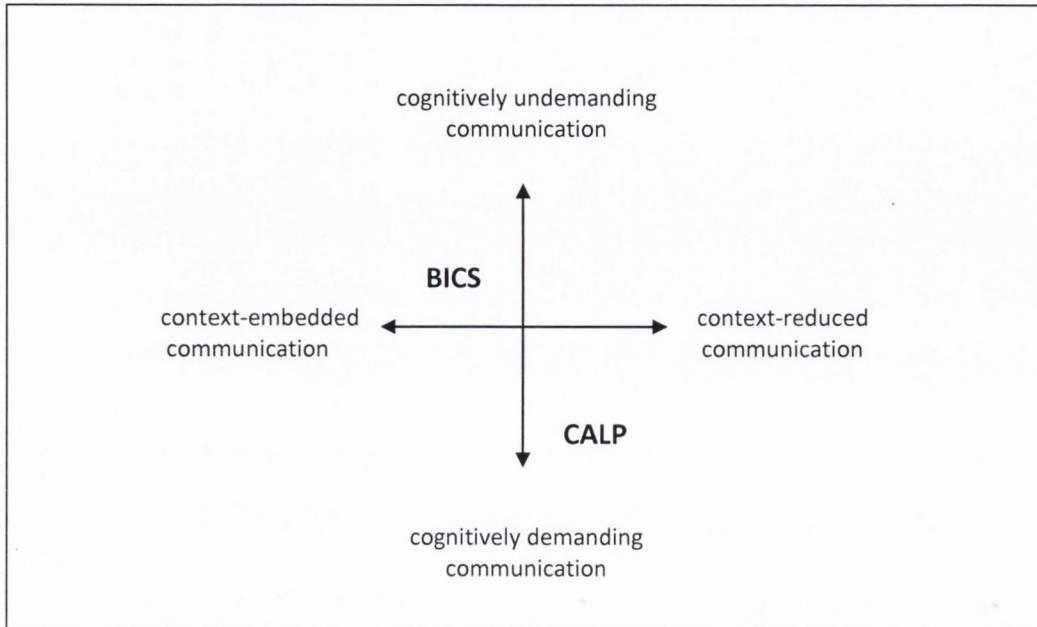 cognitively undemanding
communication
BICS
context-embedded
communication
context-reduced
communication
CALP
cognitively demanding
communication